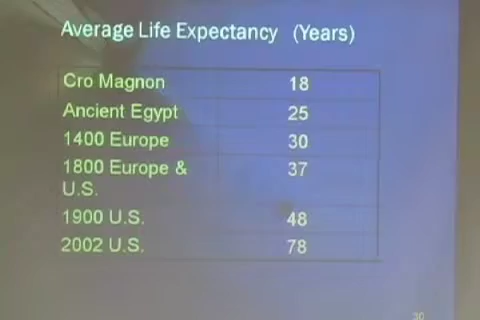 Average Life Expectancy (Years)
Cro Magnon 18
Ancient Egypt 25
1400 Europe 30
1800 Europe & 37
U.S.
1900 U.S. 48
2002 U.S. 78
30